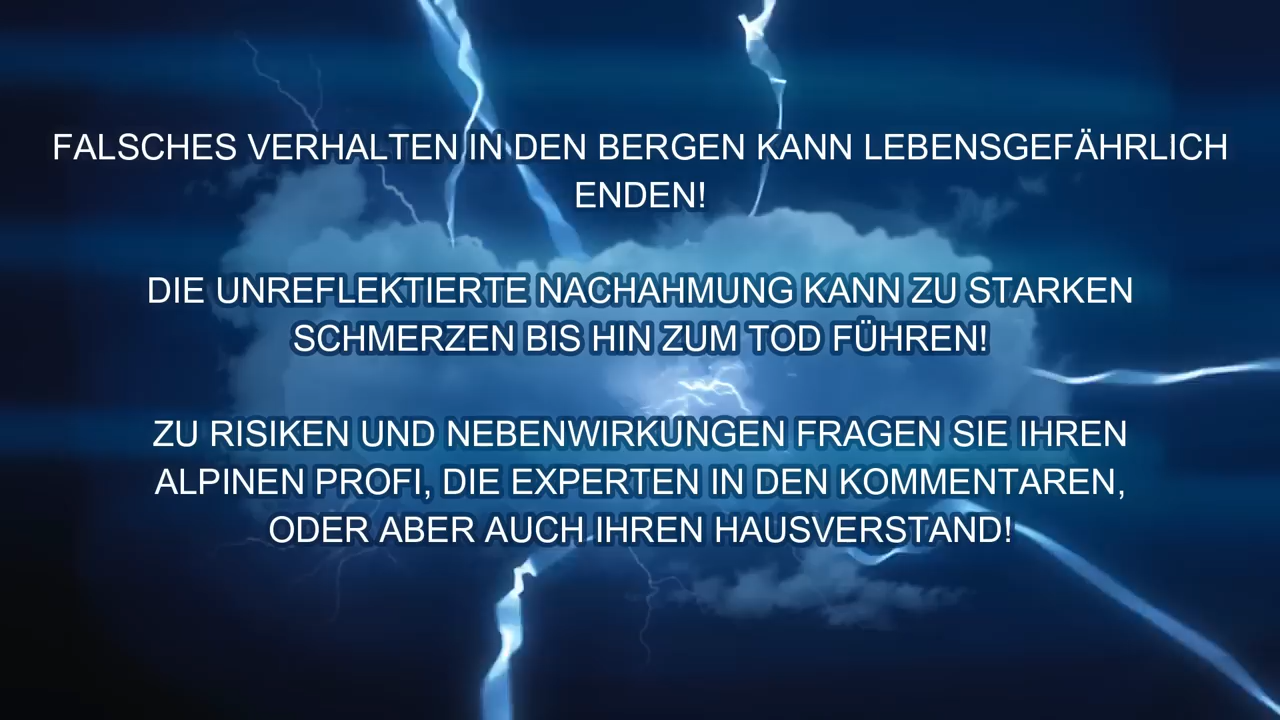 FALSCHES VERHALTEN IN DEN BERGEN KANN LEBENSGEFÄHRLICH
ENDEN!
DIE UNREFLEKTIERTE NACHAHMUNG KANN ZU STARKEN
SCHMERZEN BIS HIN ZUM TOD FÜHREN!
ZU RISIKEN UND NEBENWIRKUNGEN FRAGEN SIE IHREN
ALPINEN PROFI, DIE EXPERTEN IN DEN KOMMENTAREN,
ODER ABER AUCH IHREN HAUSVERSTAND!